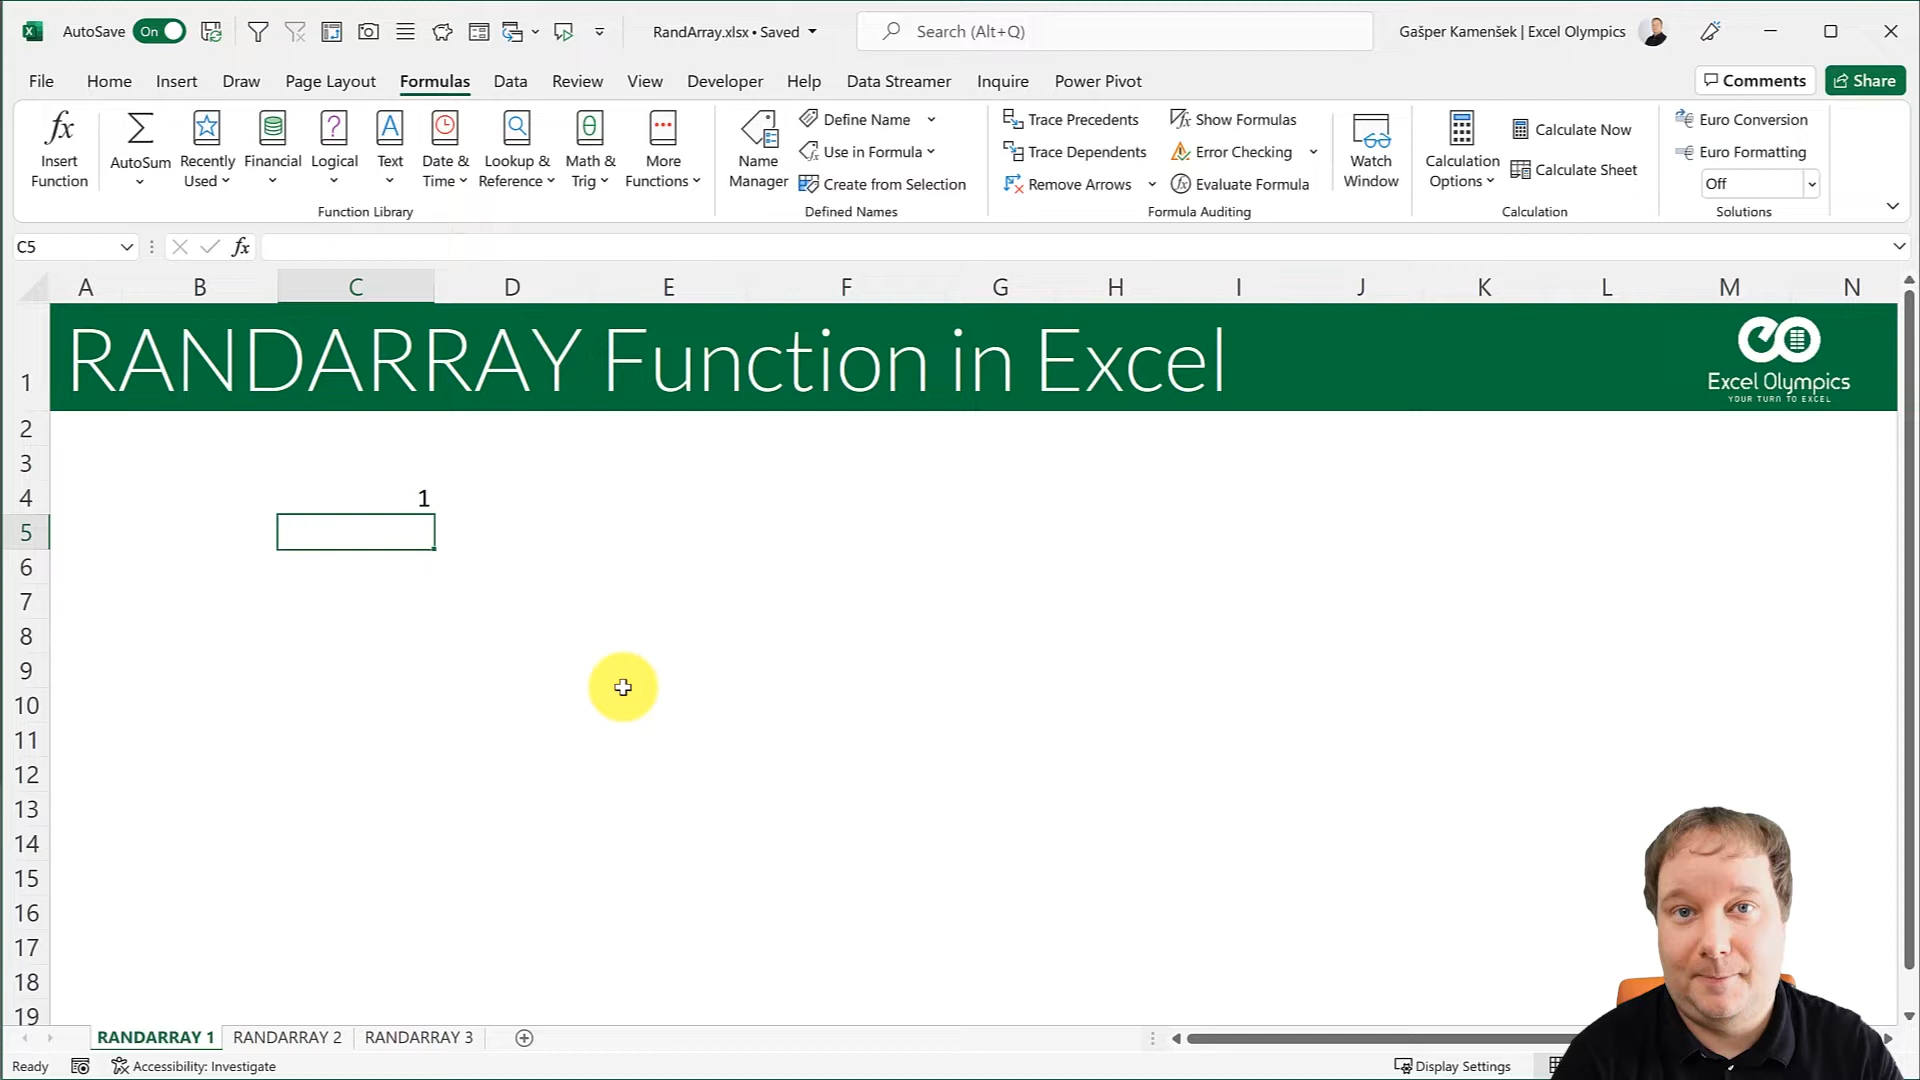 AutoSave On RandArray.xlsx • Saved Search (Alt+Q) Gašper Kamenšek | Excel Olympics
File Home Insert Draw Page Layout Formulas Data Review View Developer Help Data Streamer Inquire Power Pivot Comments Share
Insert Function
AutoSum
Recently Used
Financial
Logical
Text
Date & Time
Lookup & Reference
Math & Trig
More Functions
Function Library
Name Manager
Define Name
Use in Formula
Create from Selection
Defined Names
Trace Precedents
Trace Dependents
Remove Arrows
Show Formulas
Error Checking
Evaluate Formula
Formula Auditing
Watch Window
Calculation Options
Calculate Now
Calculate Sheet
Calculation
Euro Conversion
Euro Formatting
Off
Solutions
C5 fx
A B C D E F G H I J K L M N
1 RANDARRAY Function in Excel
Excel Olympics
YOUR TURN TO EXCEL
2
3
4 1
5
6
7
8
9
10
11
12
13
14
15
16
17
18
19
RANDARRAY 1 RANDARRAY 2 RANDARRAY 3
Ready Accessibility: Investigate Display Settings